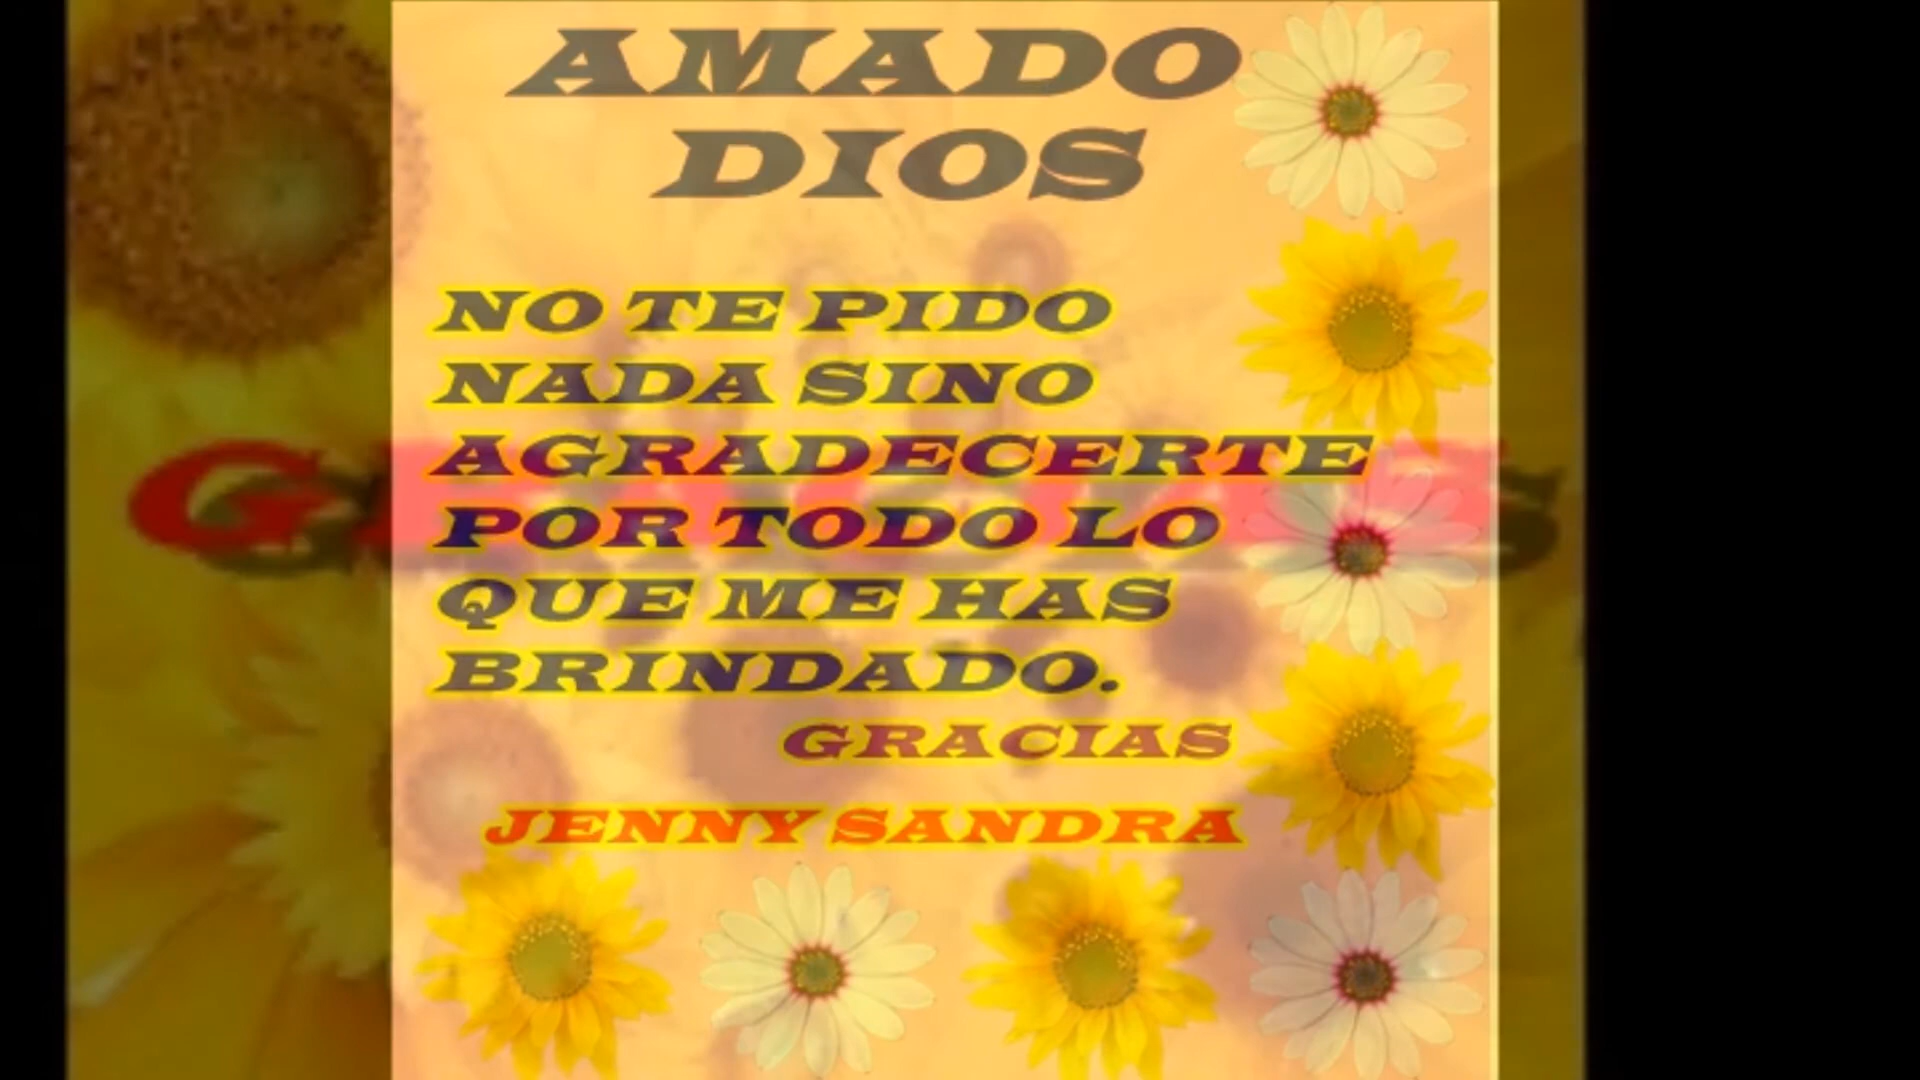 AMADO
DIOS
NO TE PIDO
NADA SINO
AGRADECERTE
POR TODO LO
QUE ME HAS
BRINDADO.
GRACIAS
JENNY SANDRA